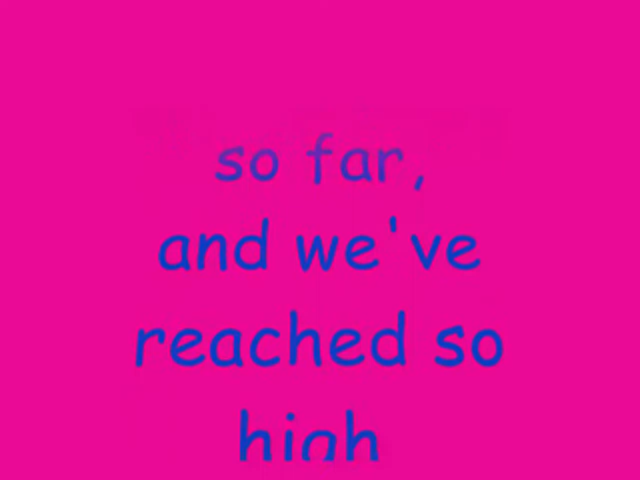 so far,
and we've
reached so
high